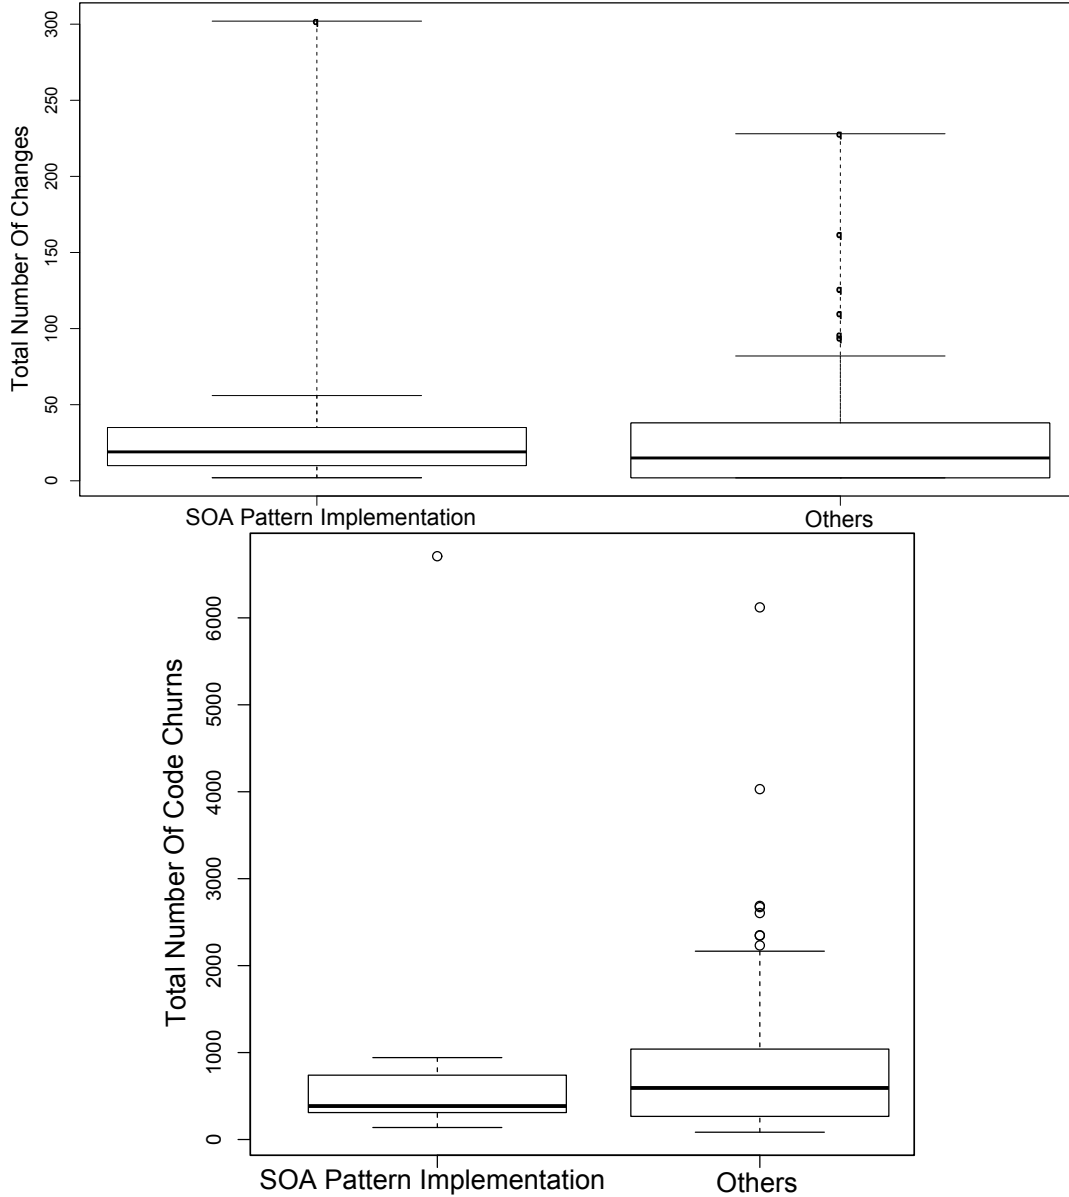 Total Number Of Changes
300
250
200
150
100
50
0
q
q
q
q
q
q
q
SOA Pattern Implementation
Others
Total Number Of Code Churns
6000
5000
4000
3000
2000
1000
0
SOA Pattern Implementation
Others